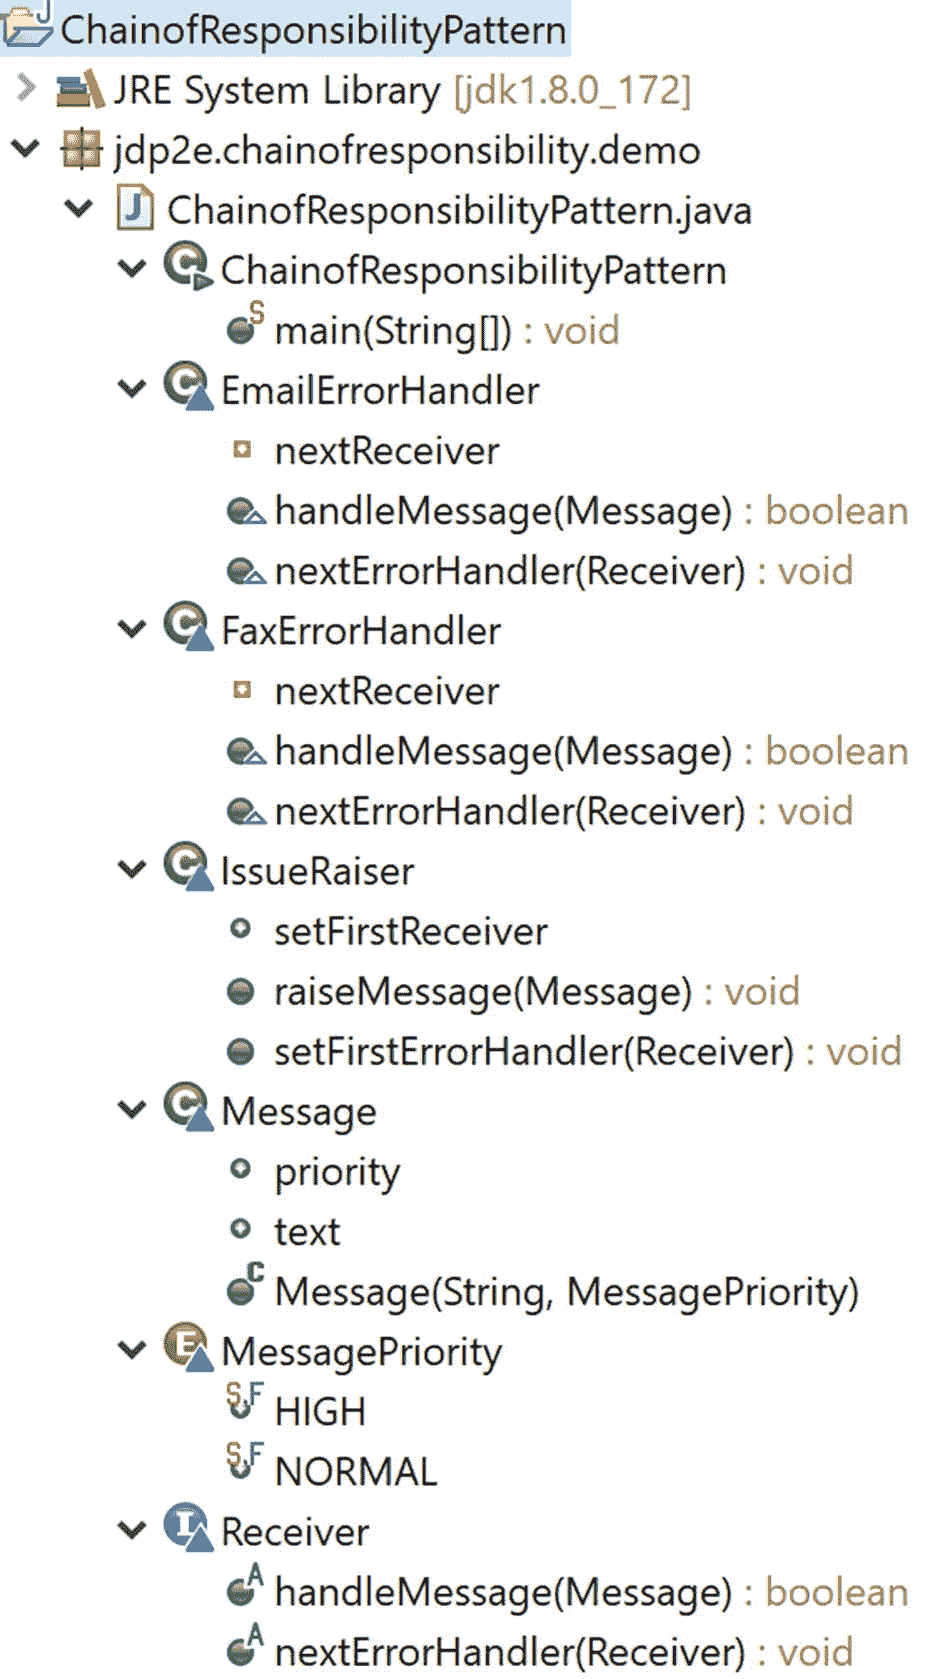 ChainofResponsibilityPattern
JRE System Library [jdk1.8.0_172]
jdp2e.chainofresponsibility.demo
ChainofResponsibilityPattern.java
ChainofResponsibilityPattern
main(String[]) : void
EmailErrorHandler
nextReceiver
handleMessage(Message) : boolean
nextErrorHandler(Receiver) : void
FaxErrorHandler
nextReceiver
handleMessage(Message) : boolean
nextErrorHandler(Receiver) : void
IssueRaiser
setFirstReceiver
raiseMessage(Message) : void
setFirstErrorHandler(Receiver) : void
Message
priority
text
Message(String, MessagePriority)
MessagePriority
HIGH
NORMAL
Receiver
handleMessage(Message) : boolean
nextErrorHandler(Receiver) : void